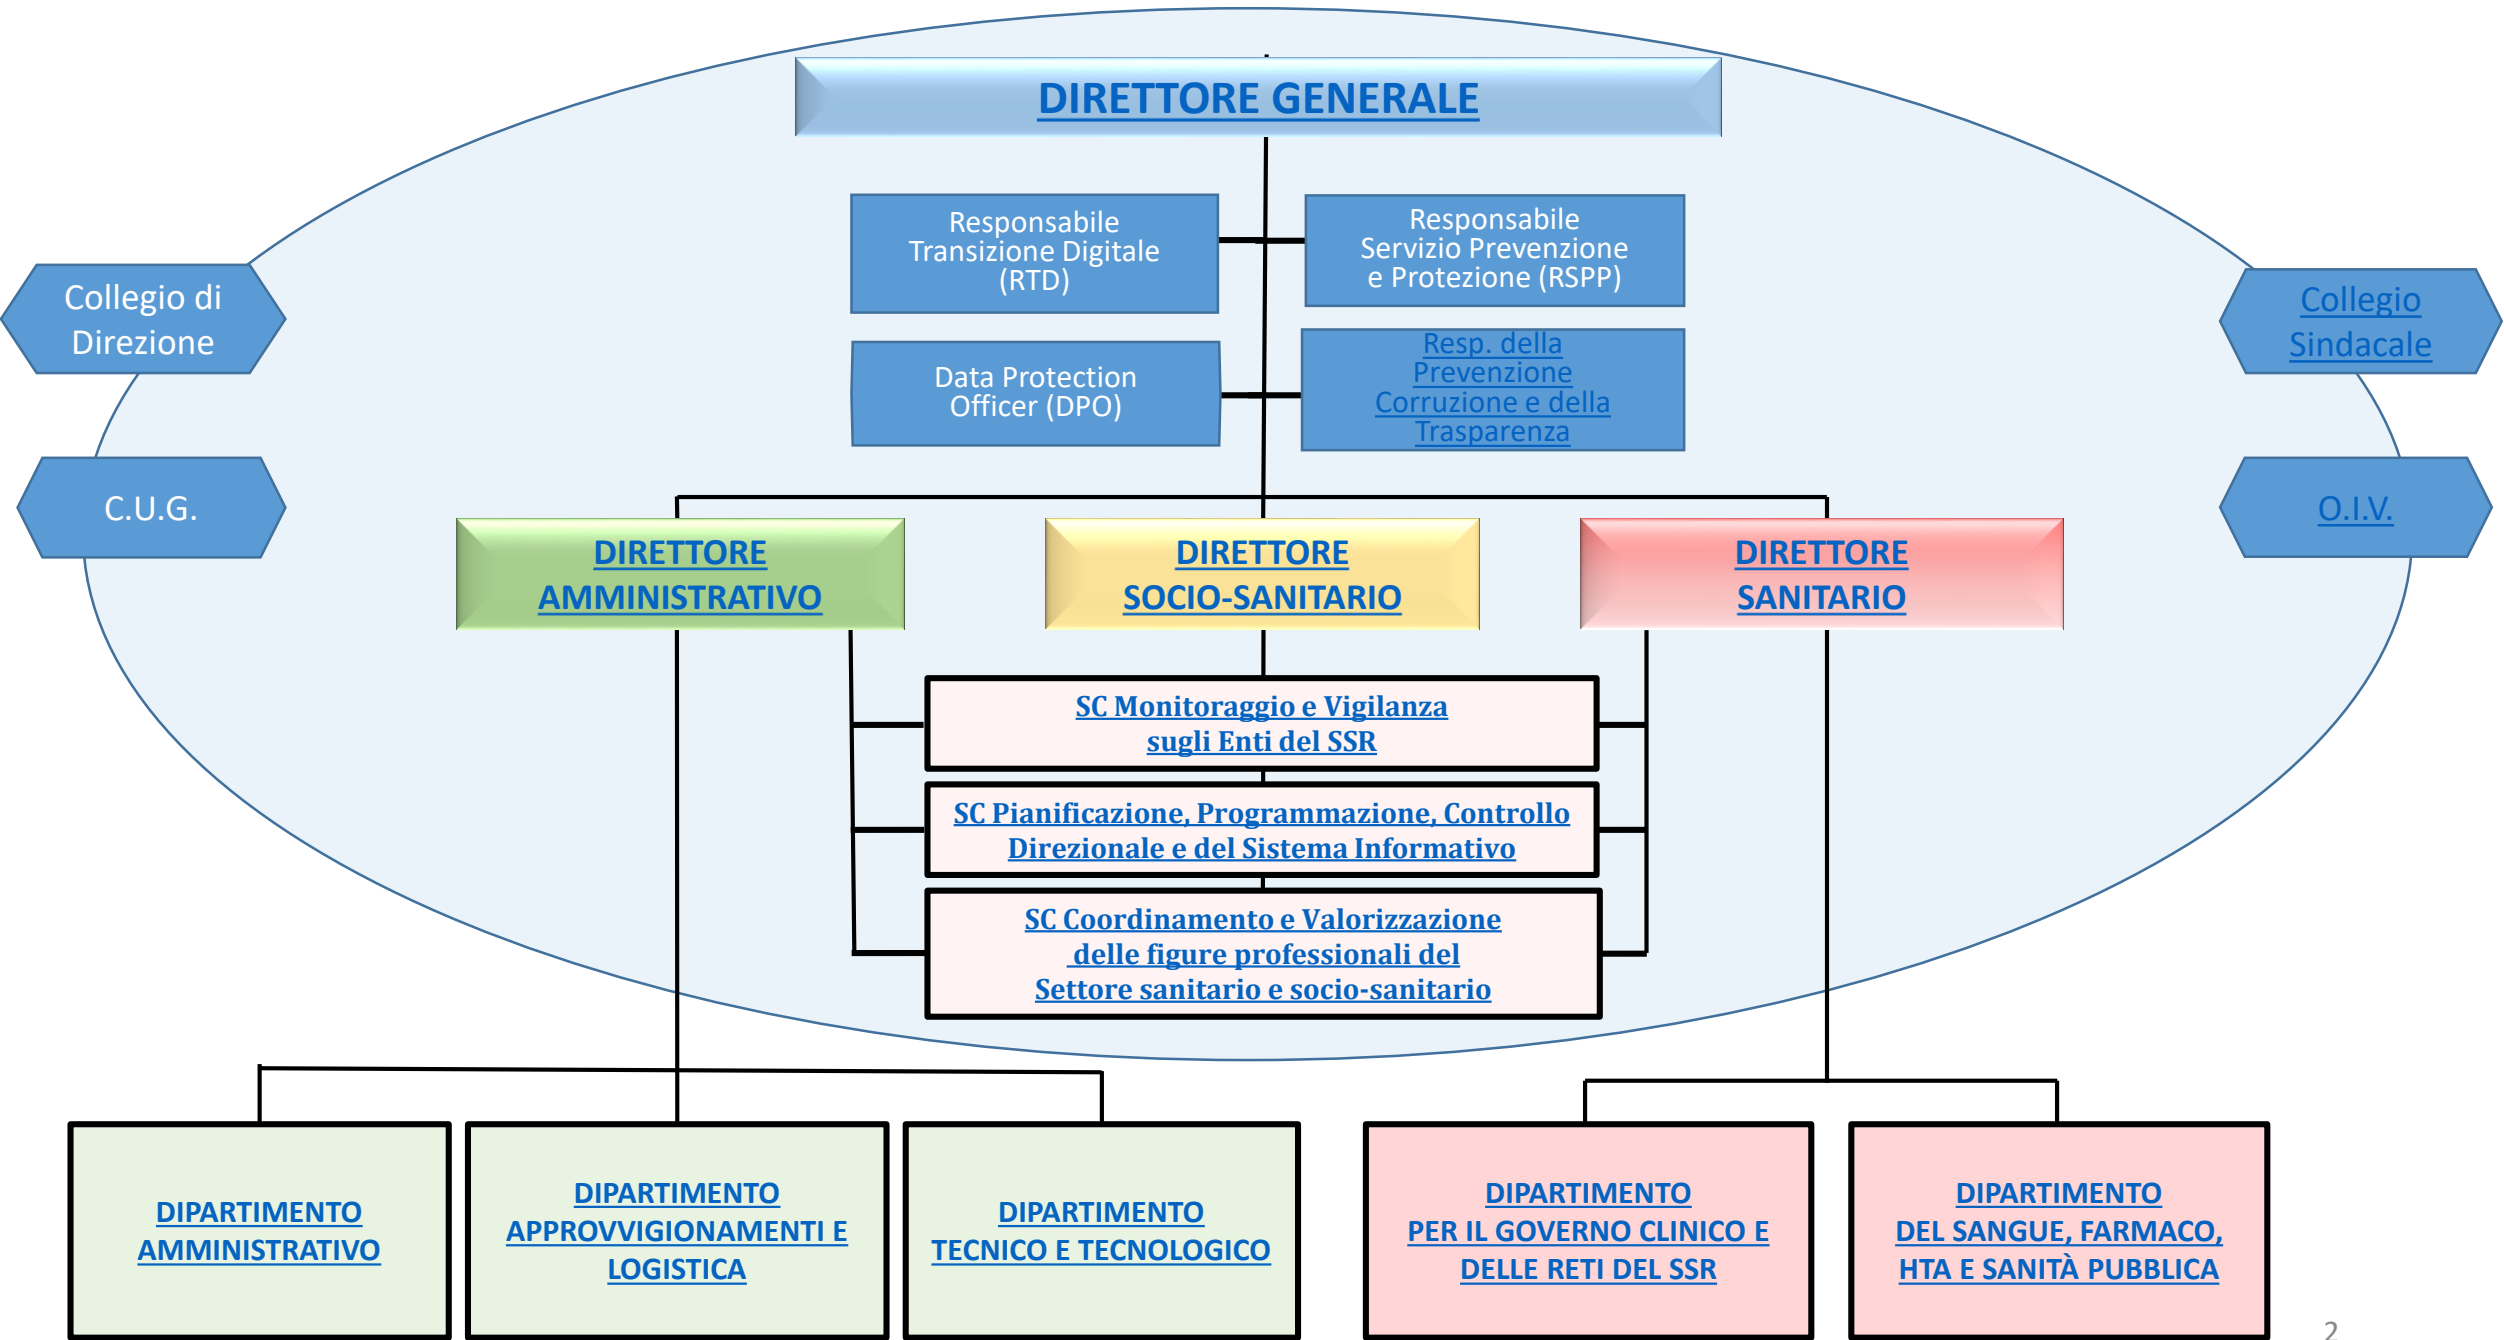 DIRETTORE GENERALE
Responsabile
Transizione Digitale
(RTD)
Responsabile
Servizio Prevenzione
e Protezione (RSPP)
Collegio di
Direzione
Collegio
Sindacale
Data Protection
Officer (DPO)
Resp. della
Prevenzione
Corruzione e della
Trasparenza
C.U.G.
O.I.V.
DIRETTORE
AMMINISTRATIVO
DIRETTORE
SOCIO-SANITARIO
DIRETTORE
SANITARIO
SC Monitoraggio e Vigilanza
sugli Enti del SSR
SC Pianificazione, Programmazione, Controllo
Direzionale e del Sistema Informativo
SC Coordinamento e Valorizzazione
delle figure professionali del
Settore sanitario e socio-sanitario
DIPARTIMENTO
AMMINISTRATIVO
DIPARTIMENTO
APPROVVIGIONAMENTI E
LOGISTICA
DIPARTIMENTO
TECNICO E TECNOLOGICO
DIPARTIMENTO
PER IL GOVERNO CLINICO E
DELLE RETI DEL SSR
DIPARTIMENTO
DEL SANGUE, FARMACO,
HTA E SANITÀ PUBBLICA
2